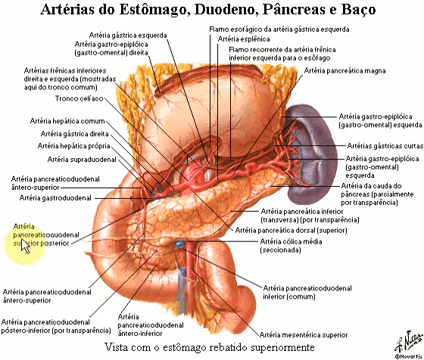 Artérias do Estômago, Duodeno, Pâncreas e Baço
Artéria gástrica esquerda
Artéria gastro-epiplóica
(gastro-omental) direita
Artérias frênicas inferiores
direita e esquerda (mostradas
aqui do tronco comum)
Tronco celíaco
Artéria hepática comum
Artéria gástrica direita
Artéria hepática própria
Artéria supraduodenal
Artéria pancreaticoduodenal
ântero-superior
Artéria gastroduodenal
Artéria
pancreaticoduodenal
superior posterior
Artéria pancreaticoduodenal
ântero-superior
Artéria pancreaticoduodenal
póstero-inferior (por transparência)
Artéria
pancreaticoduodenal
ântero-inferior
Ramo esofágico da artéria gástrica esquerda
Artéria esplênica
Ramo recorrente da artéria frênica
inferior esquerda para o esôfago
Artéria pancreática magna
Artéria gastro-epiplóica
(gastro-omental) esquerda
Artérias gástricas curtas
Artéria gastro-epiplóica
(gastro-omental)
esquerda
Artéria da cauda do
pâncreas (parcialmente
por transparência)
Artéria pancreática inferior
(transversa) (por transparência)
Artéria pancreática dorsal (superior)
Artéria cólica média
(seccionada)
Artéria pancreaticoduodenal
inferior (comum)
Artéria mesentérica superior
Vista com o estômago rebatido superiormente
©Novartis